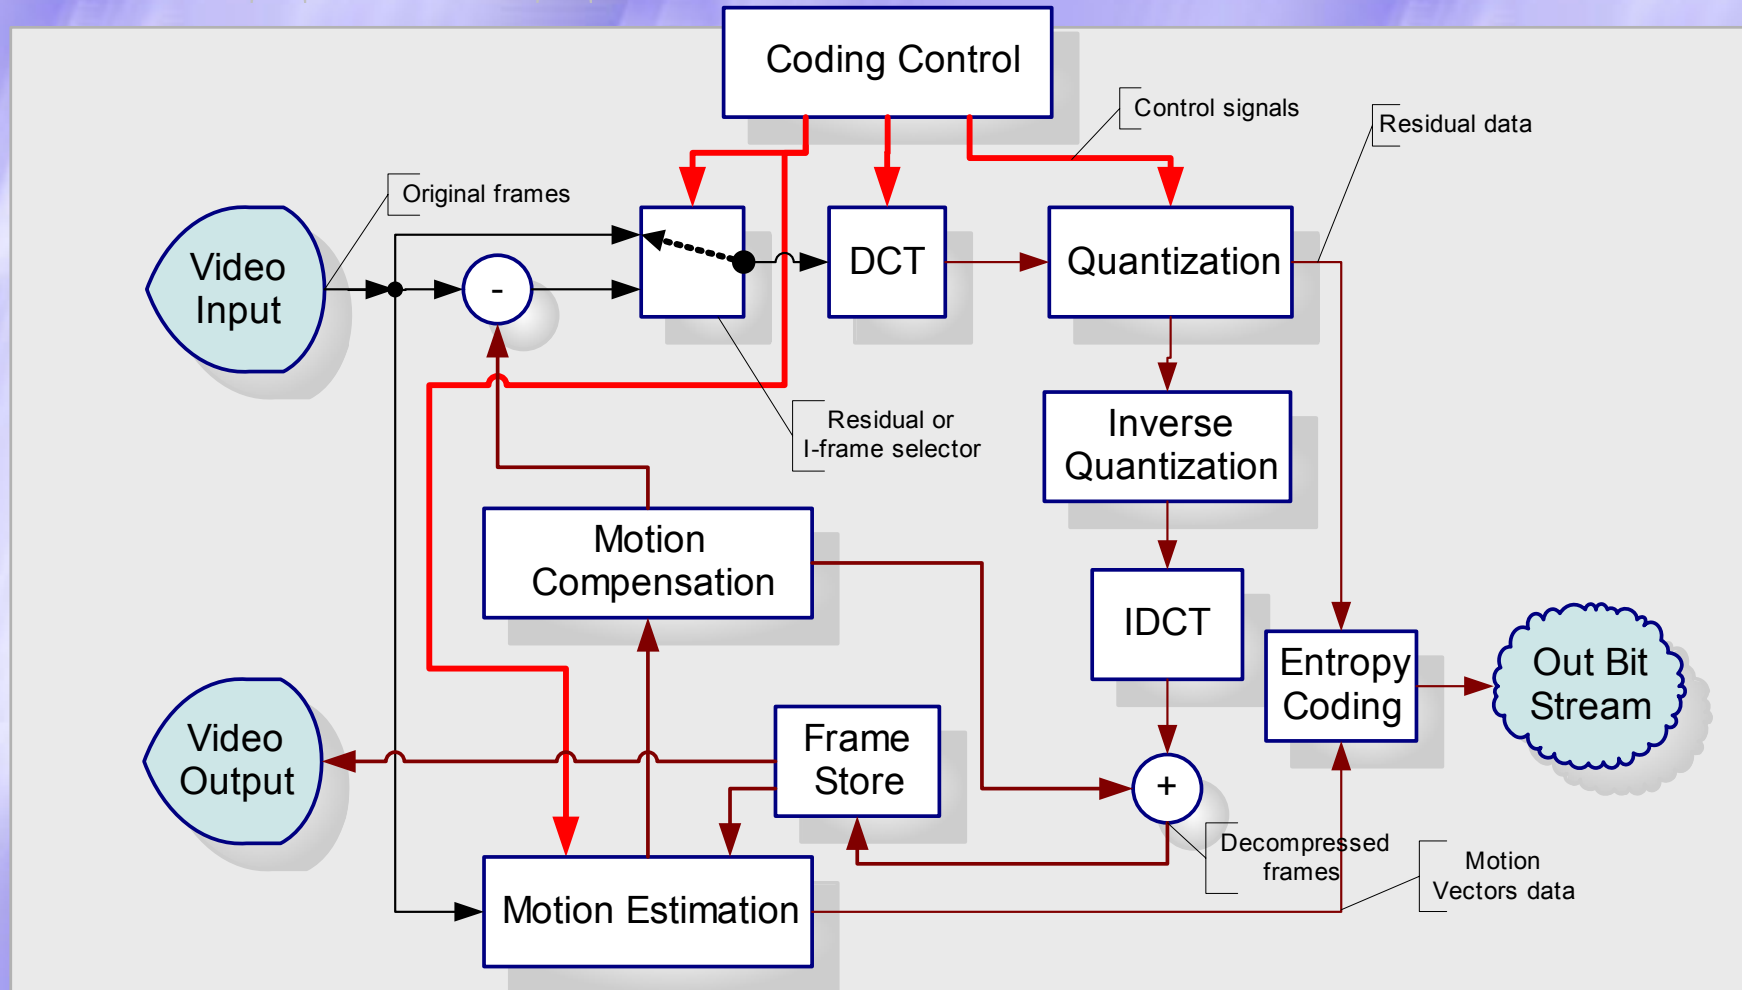 Coding Control
Control signals
Residual data
Original frames
Video
Input
-
DCT
Quantization
Residual or
I-frame selector
Inverse
Quantization
Motion
Compensation
IDCT
Entropy
Coding
Out Bit
Stream
Video
Output
Frame
Store
+
Decompressed
frames
Motion
Vectors data
Motion Estimation